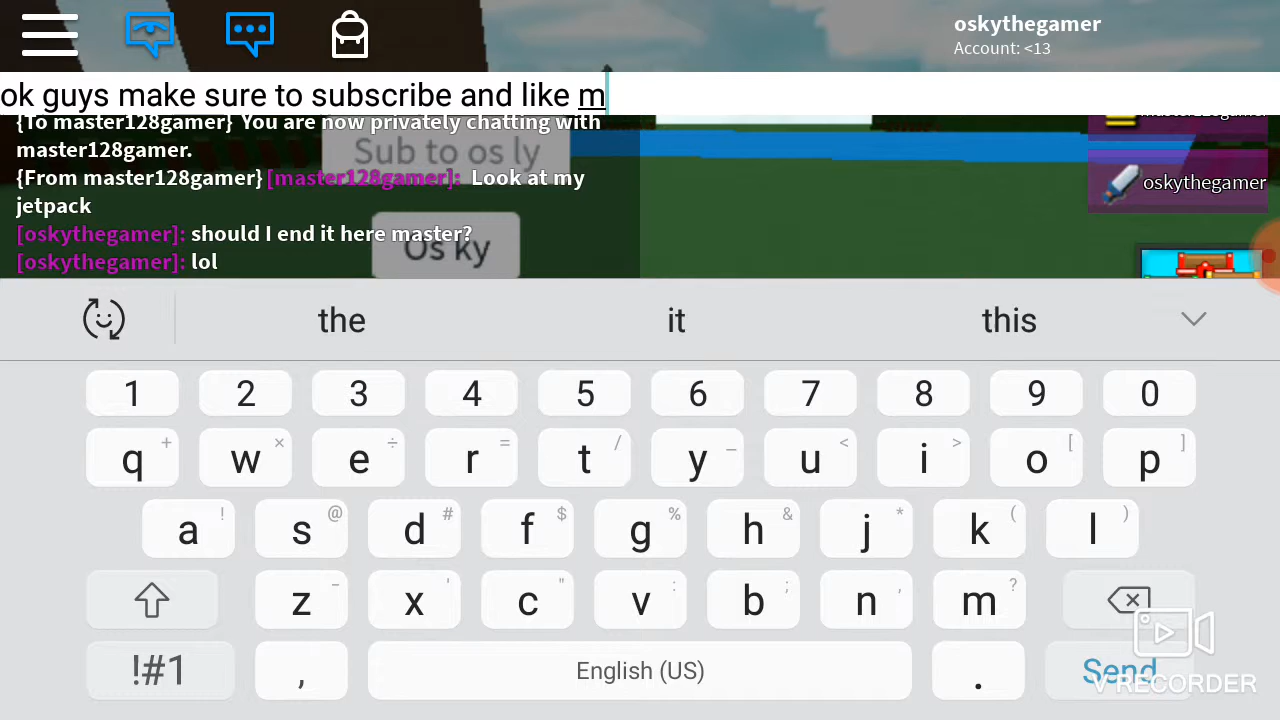 oskythegamer
Account: <13
ok guys make sure to subscribe and like m
{To master128gamer} You are now privately chatting with
master128gamer.
Sub to os ly
{From master128gamer} [master128gamer]: Look at my
jetpack
oskythegamer
[oskythegamer]: should I end it here master?
Os ky
[oskythegamer]: lol
the it this
1 2 3 4 5 6 7 8 9 0
q + w × e ÷ r = t / y _ u < i > o [ p ]
a ! s @ d # f $ g % h & j * k ( l )
z - x ' c " v : b ; n , m ?
!#1 , English (US) . Send
V RECORDER